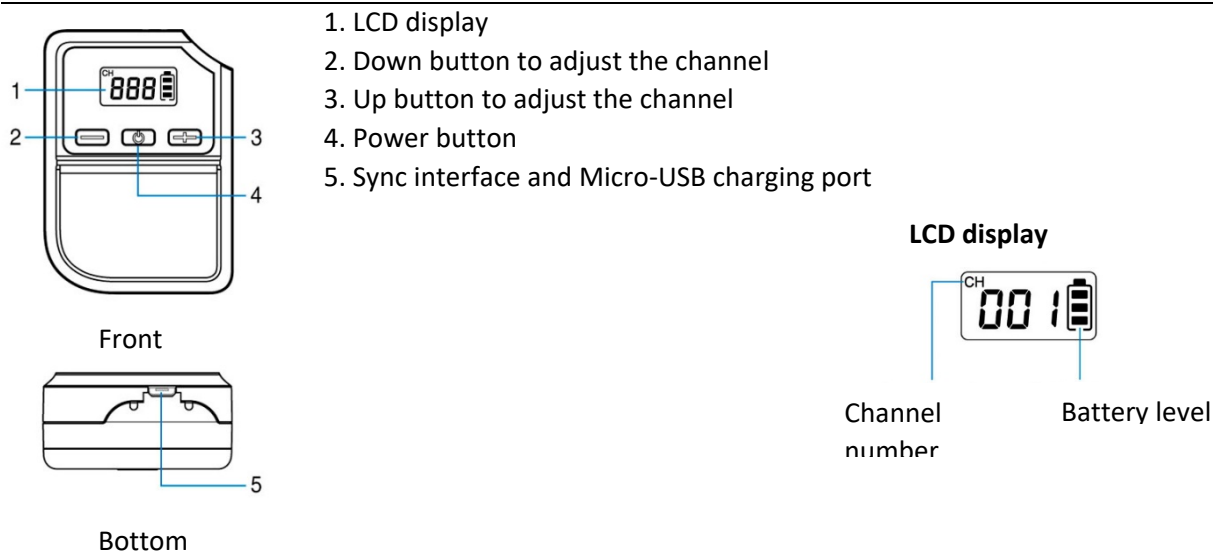 1. LCD display
2. Down button to adjust the channel
3. Up button to adjust the channel
4. Power button
5. Sync interface and Micro-USB charging port
CH
888
1
2
3
4
Front
5
Bottom
LCD display
CH
001
Channel
number
Battery level